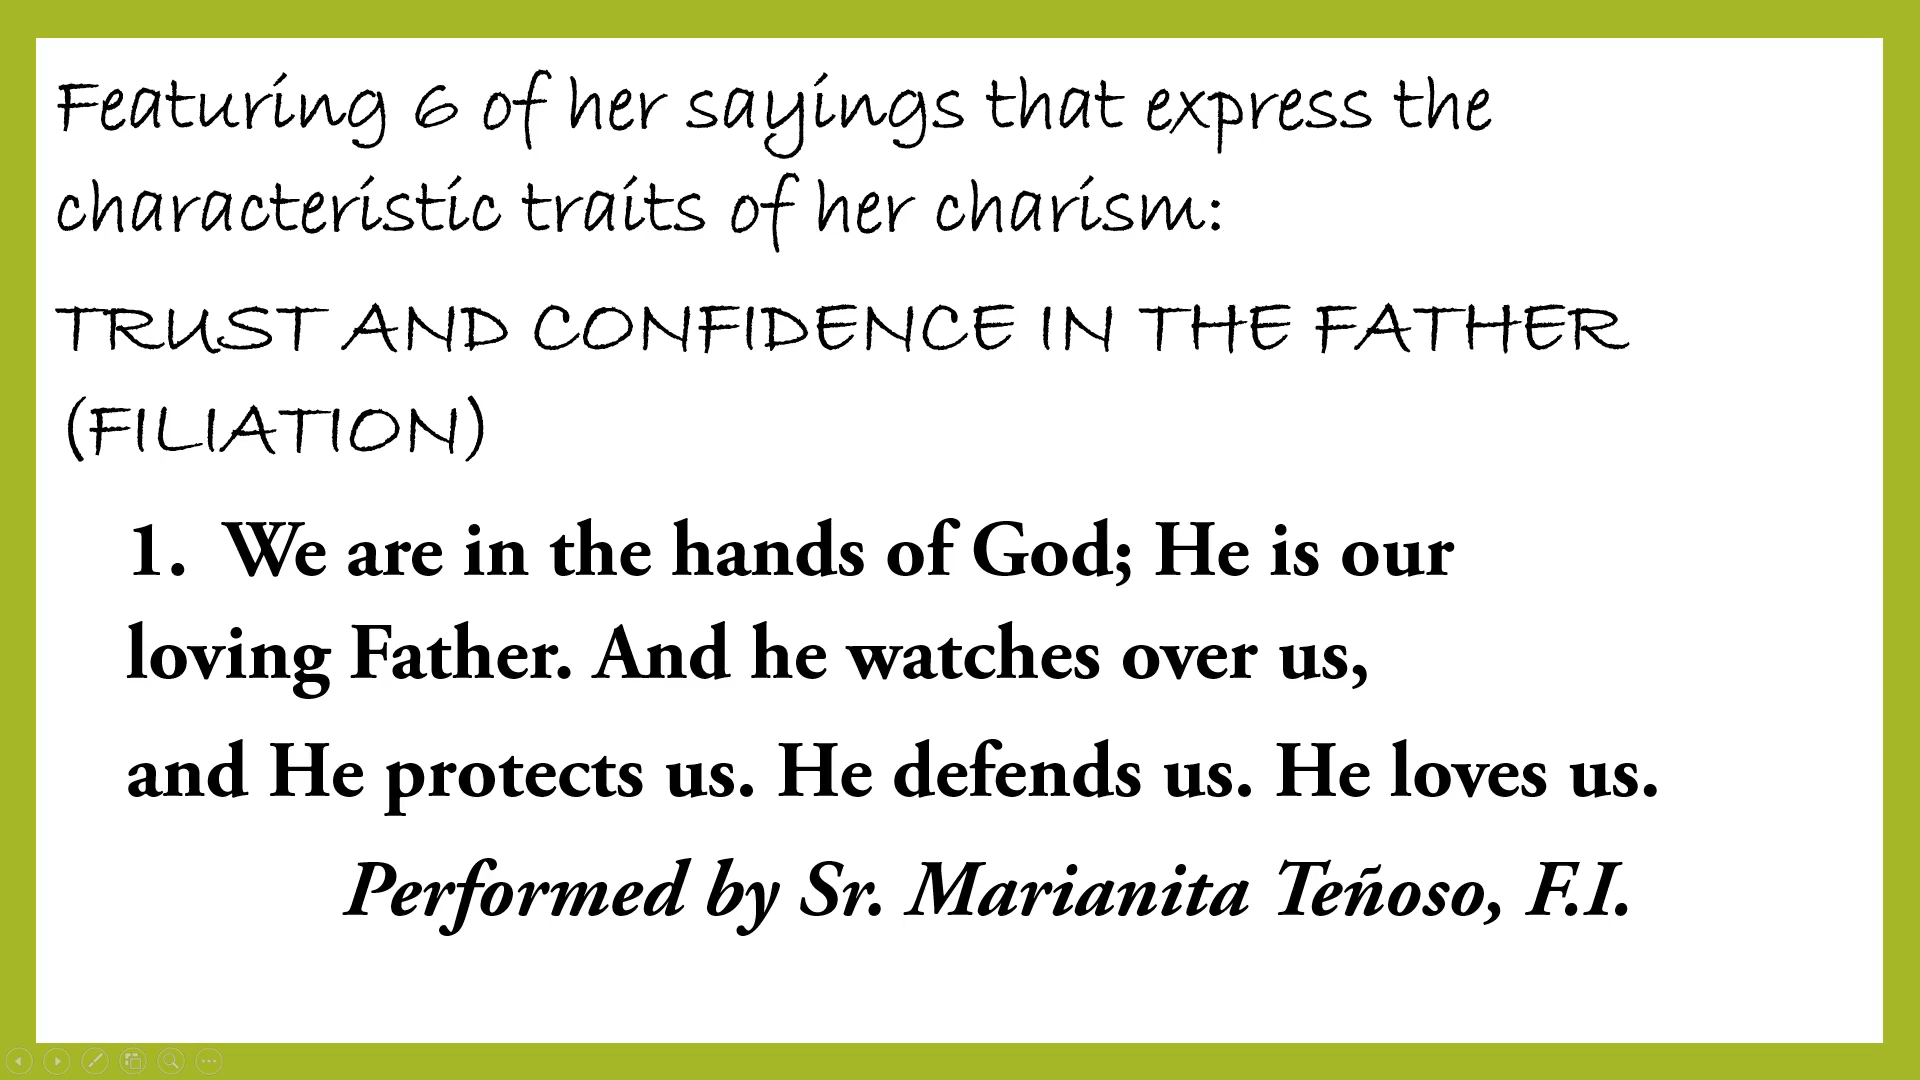 Featuring 6 of her sayings that express the
characteristic traits of her charism:
TRUST AND CONFIDENCE IN THE FATHER
(FILIATION)
1. We are in the hands of God; He is our
loving Father. And he watches over us,
and He protects us. He defends us. He loves us.
Performed by Sr. Marianita Teñoso, F.I.